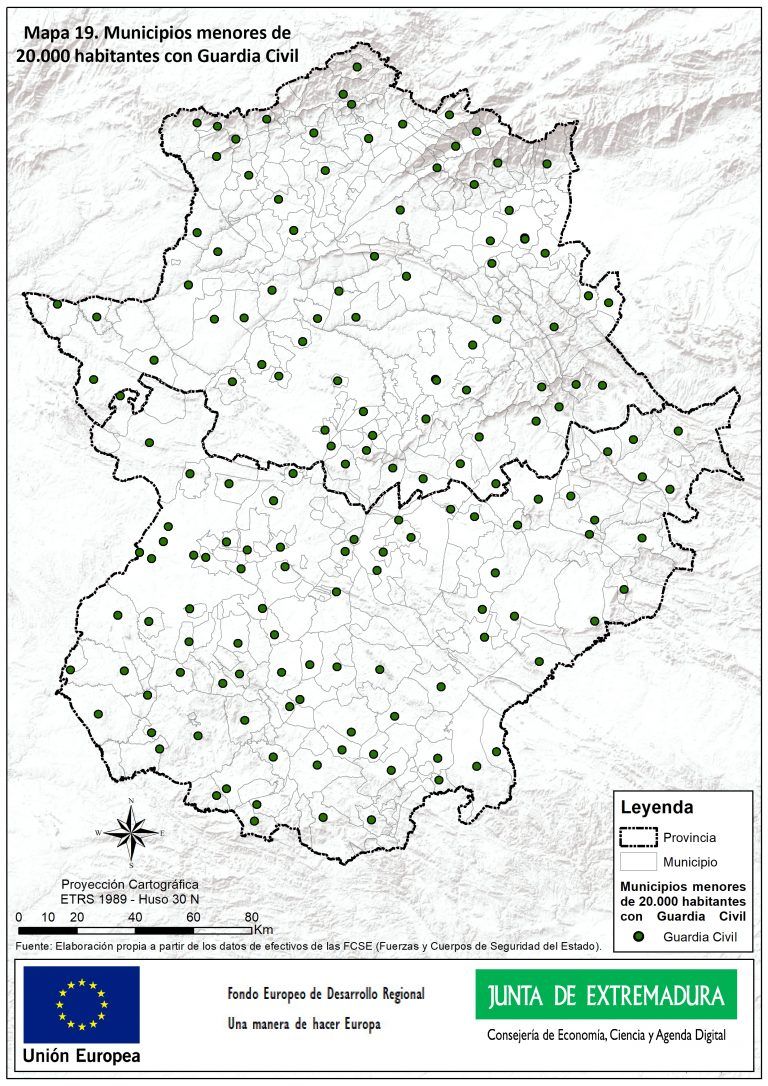 Mapa 19. Municipios menores de
20.000 habitantes con Guardia Civil
Leyenda
Provincia
Municipio
Municipios menores
de 20.000 habitantes
con Guardia Civil
Guardia Civil
N
W E
S
Proyección Cartográfica
ETRS 1989 - Huso 30 N
0 10 20 40 60 80
Km
Fuente: Elaboración propia a partir de los datos de efectivos de las FCSE (Fuerzas y Cuerpos de Seguridad del Estado).
Unión Europea
Fondo Europeo de Desarrollo Regional
Una manera de hacer Europa
JUNTA DE EXTREMADURA
Consejería de Economía, Ciencia y Agenda Digital